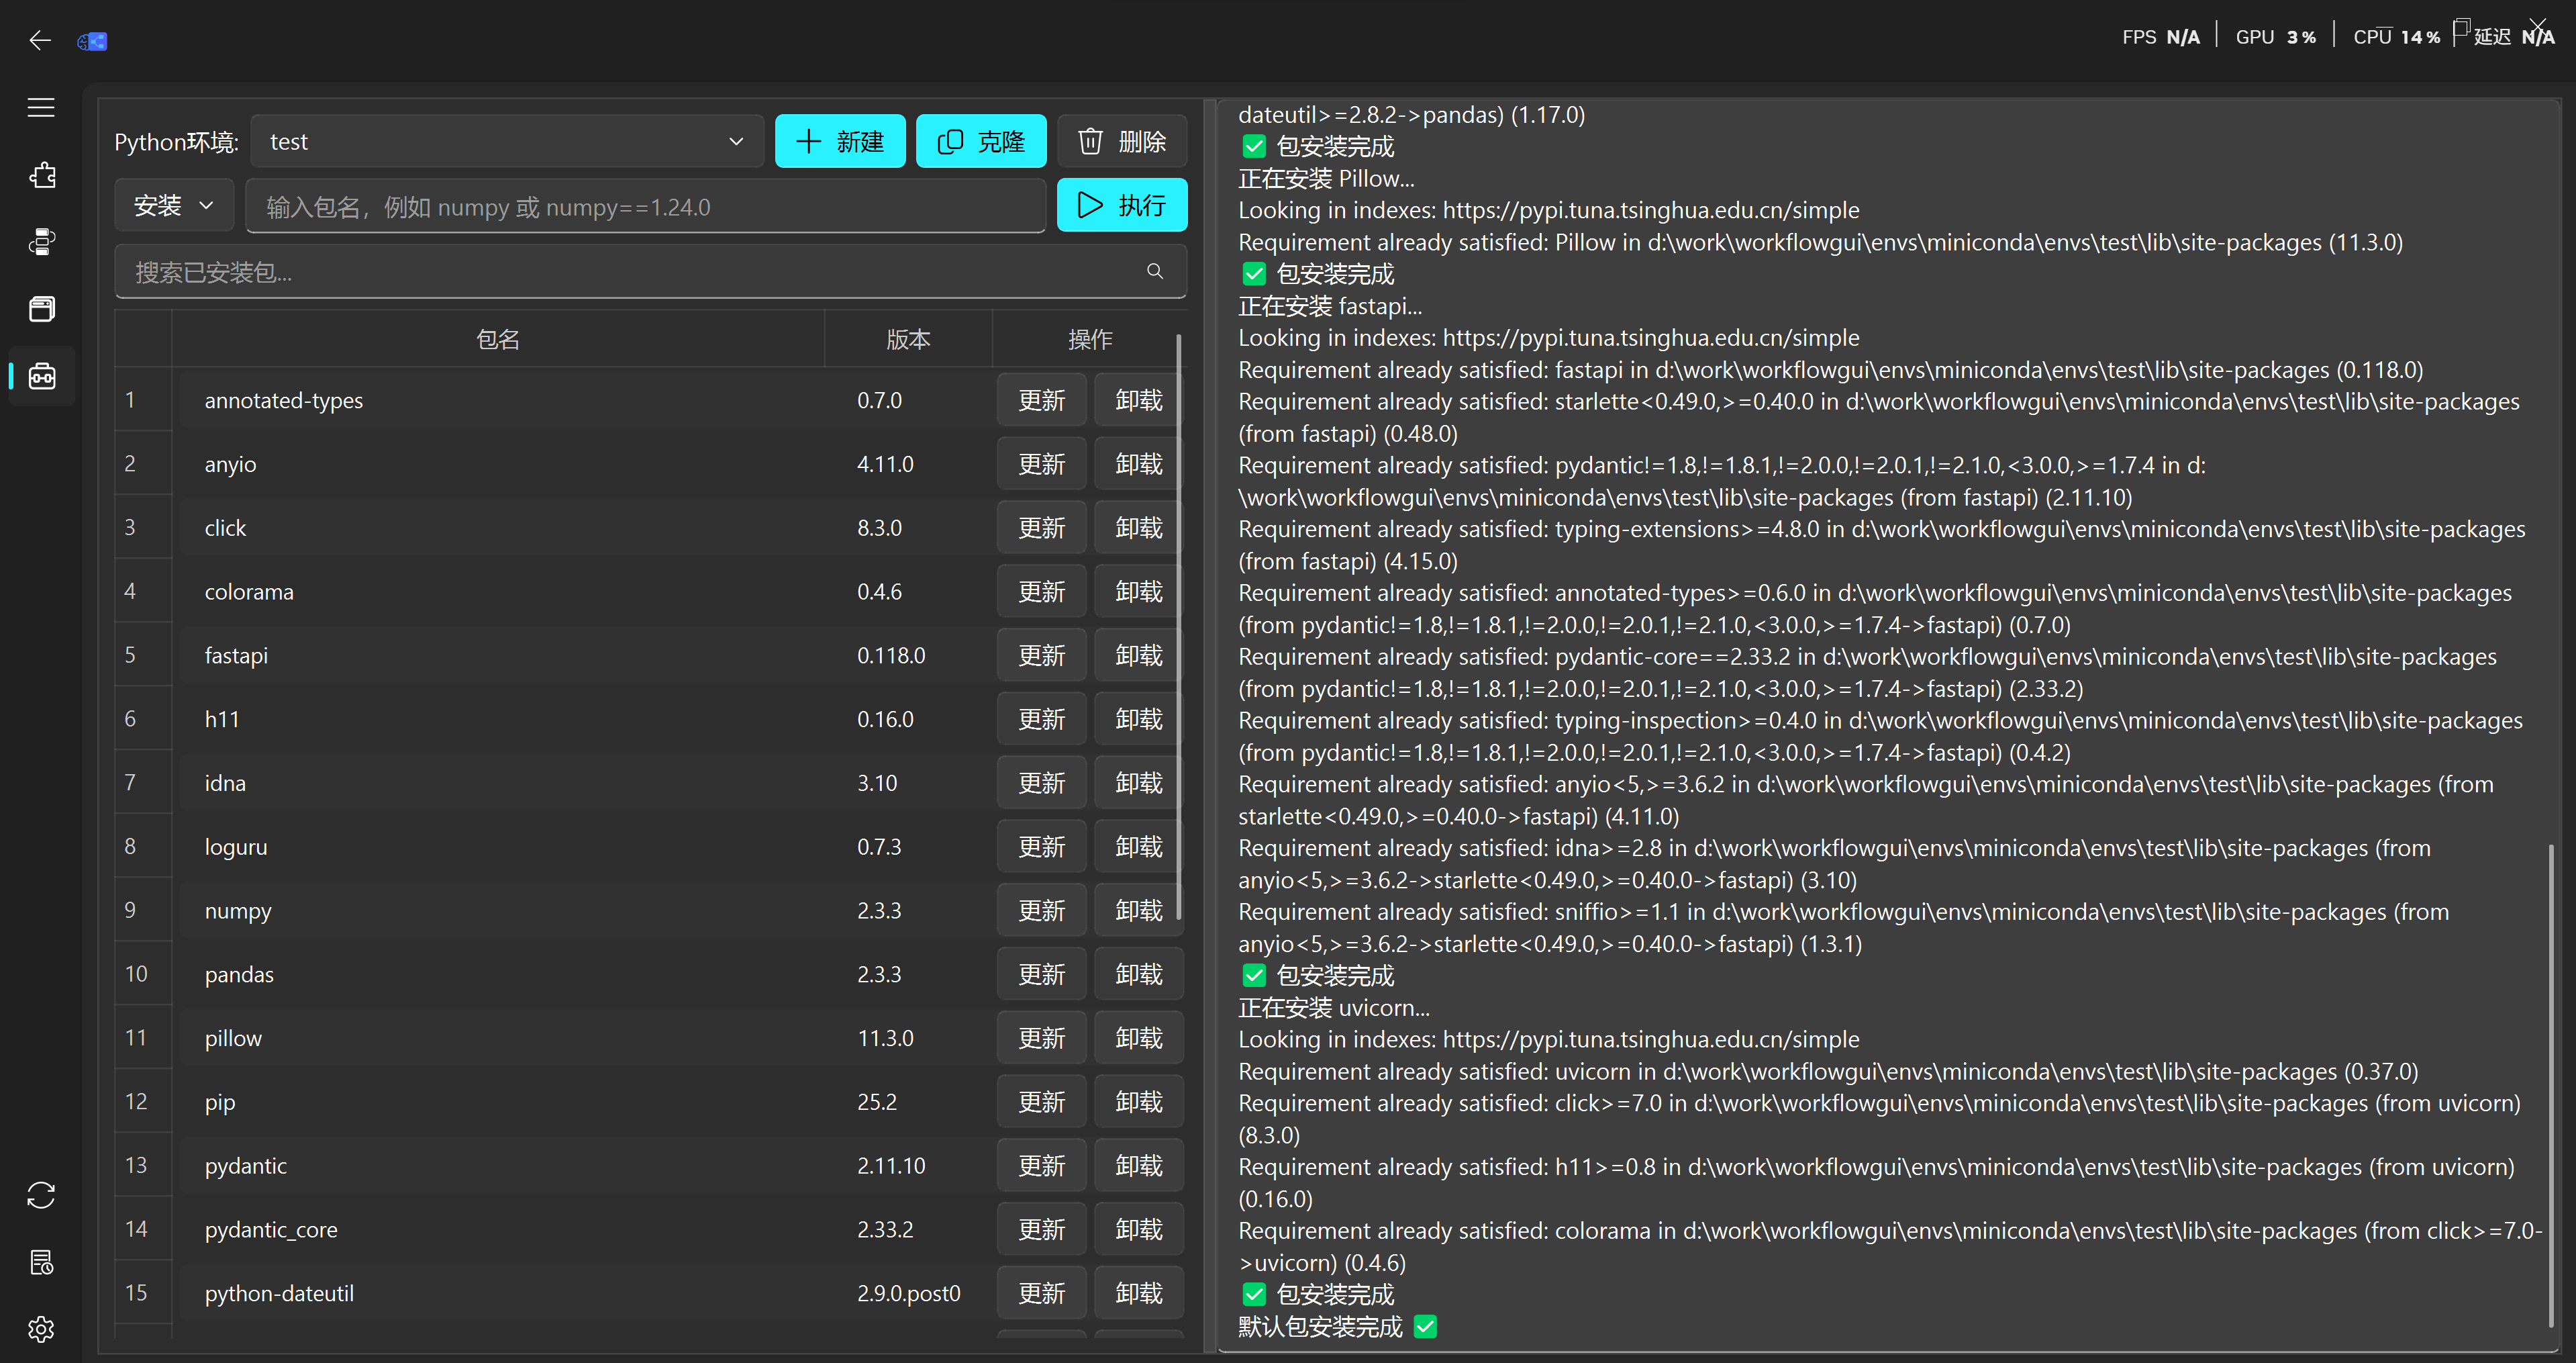 FPS N/A GPU 3% CPU 14% 延迟 N/A
Python环境: test 新建 克隆 删除
安装 输入包名，例如 numpy 或 numpy==1.24.0 执行
搜索已安装包...
包名 版本 操作
1 annotated-types 0.7.0 更新 卸载
2 anyio 4.11.0 更新 卸载
3 click 8.3.0 更新 卸载
4 colorama 0.4.6 更新 卸载
5 fastapi 0.118.0 更新 卸载
6 h11 0.16.0 更新 卸载
7 idna 3.10 更新 卸载
8 loguru 0.7.3 更新 卸载
9 numpy 2.3.3 更新 卸载
10 pandas 2.3.3 更新 卸载
11 pillow 11.3.0 更新 卸载
12 pip 25.2 更新 卸载
13 pydantic 2.11.10 更新 卸载
14 pydantic_core 2.33.2 更新 卸载
15 python-dateutil 2.9.0.post0 更新 卸载
dateutil>=2.8.2->pandas) (1.17.0)
✅ 包安装完成
正在安装 Pillow...
Looking in indexes: https://pypi.tuna.tsinghua.edu.cn/simple
Requirement already satisfied: Pillow in d:\work\workflowgui\envs\miniconda\envs\test\lib\site-packages (11.3.0)
✅ 包安装完成
正在安装 fastapi...
Looking in indexes: https://pypi.tuna.tsinghua.edu.cn/simple
Requirement already satisfied: fastapi in d:\work\workflowgui\envs\miniconda\envs\test\lib\site-packages (0.118.0)
Requirement already satisfied: starlette<0.49.0,>=0.40.0 in d:\work\workflowgui\envs\miniconda\envs\test\lib\site-packages
(from fastapi) (0.48.0)
Requirement already satisfied: pydantic!=1.8,!=1.8.1,!=2.0.0,!=2.0.1,!=2.1.0,<3.0.0,>=1.7.4 in d:
\work\workflowgui\envs\miniconda\envs\test\lib\site-packages (from fastapi) (2.11.10)
Requirement already satisfied: typing-extensions>=4.8.0 in d:\work\workflowgui\envs\miniconda\envs\test\lib\site-packages
(from fastapi) (4.15.0)
Requirement already satisfied: annotated-types>=0.6.0 in d:\work\workflowgui\envs\miniconda\envs\test\lib\site-packages
(from pydantic!=1.8,!=1.8.1,!=2.0.0,!=2.0.1,!=2.1.0,<3.0.0,>=1.7.4->fastapi) (0.7.0)
Requirement already satisfied: pydantic-core==2.33.2 in d:\work\workflowgui\envs\miniconda\envs\test\lib\site-packages
(from pydantic!=1.8,!=1.8.1,!=2.0.0,!=2.0.1,!=2.1.0,<3.0.0,>=1.7.4->fastapi) (2.33.2)
Requirement already satisfied: typing-inspection>=0.4.0 in d:\work\workflowgui\envs\miniconda\envs\test\lib\site-packages
(from pydantic!=1.8,!=1.8.1,!=2.0.0,!=2.0.1,!=2.1.0,<3.0.0,>=1.7.4->fastapi) (0.4.2)
Requirement already satisfied: anyio<5,>=3.6.2 in d:\work\workflowgui\envs\miniconda\envs\test\lib\site-packages (from
starlette<0.49.0,>=0.40.0->fastapi) (4.11.0)
Requirement already satisfied: idna>=2.8 in d:\work\workflowgui\envs\miniconda\envs\test\lib\site-packages (from
anyio<5,>=3.6.2->starlette<0.49.0,>=0.40.0->fastapi) (3.10)
Requirement already satisfied: sniffio>=1.1 in d:\work\workflowgui\envs\miniconda\envs\test\lib\site-packages (from
anyio<5,>=3.6.2->starlette<0.49.0,>=0.40.0->fastapi) (1.3.1)
✅ 包安装完成
正在安装 uvicorn...
Looking in indexes: https://pypi.tuna.tsinghua.edu.cn/simple
Requirement already satisfied: uvicorn in d:\work\workflowgui\envs\miniconda\envs\test\lib\site-packages (0.37.0)
Requirement already satisfied: click>=7.0 in d:\work\workflowgui\envs\miniconda\envs\test\lib\site-packages (from uvicorn)
(8.3.0)
Requirement already satisfied: h11>=0.8 in d:\work\workflowgui\envs\miniconda\envs\test\lib\site-packages (from uvicorn)
(0.16.0)
Requirement already satisfied: colorama in d:\work\workflowgui\envs\miniconda\envs\test\lib\site-packages (from click>=7.0-
>uvicorn) (0.4.6)
✅ 包安装完成
默认包安装完成 ✅